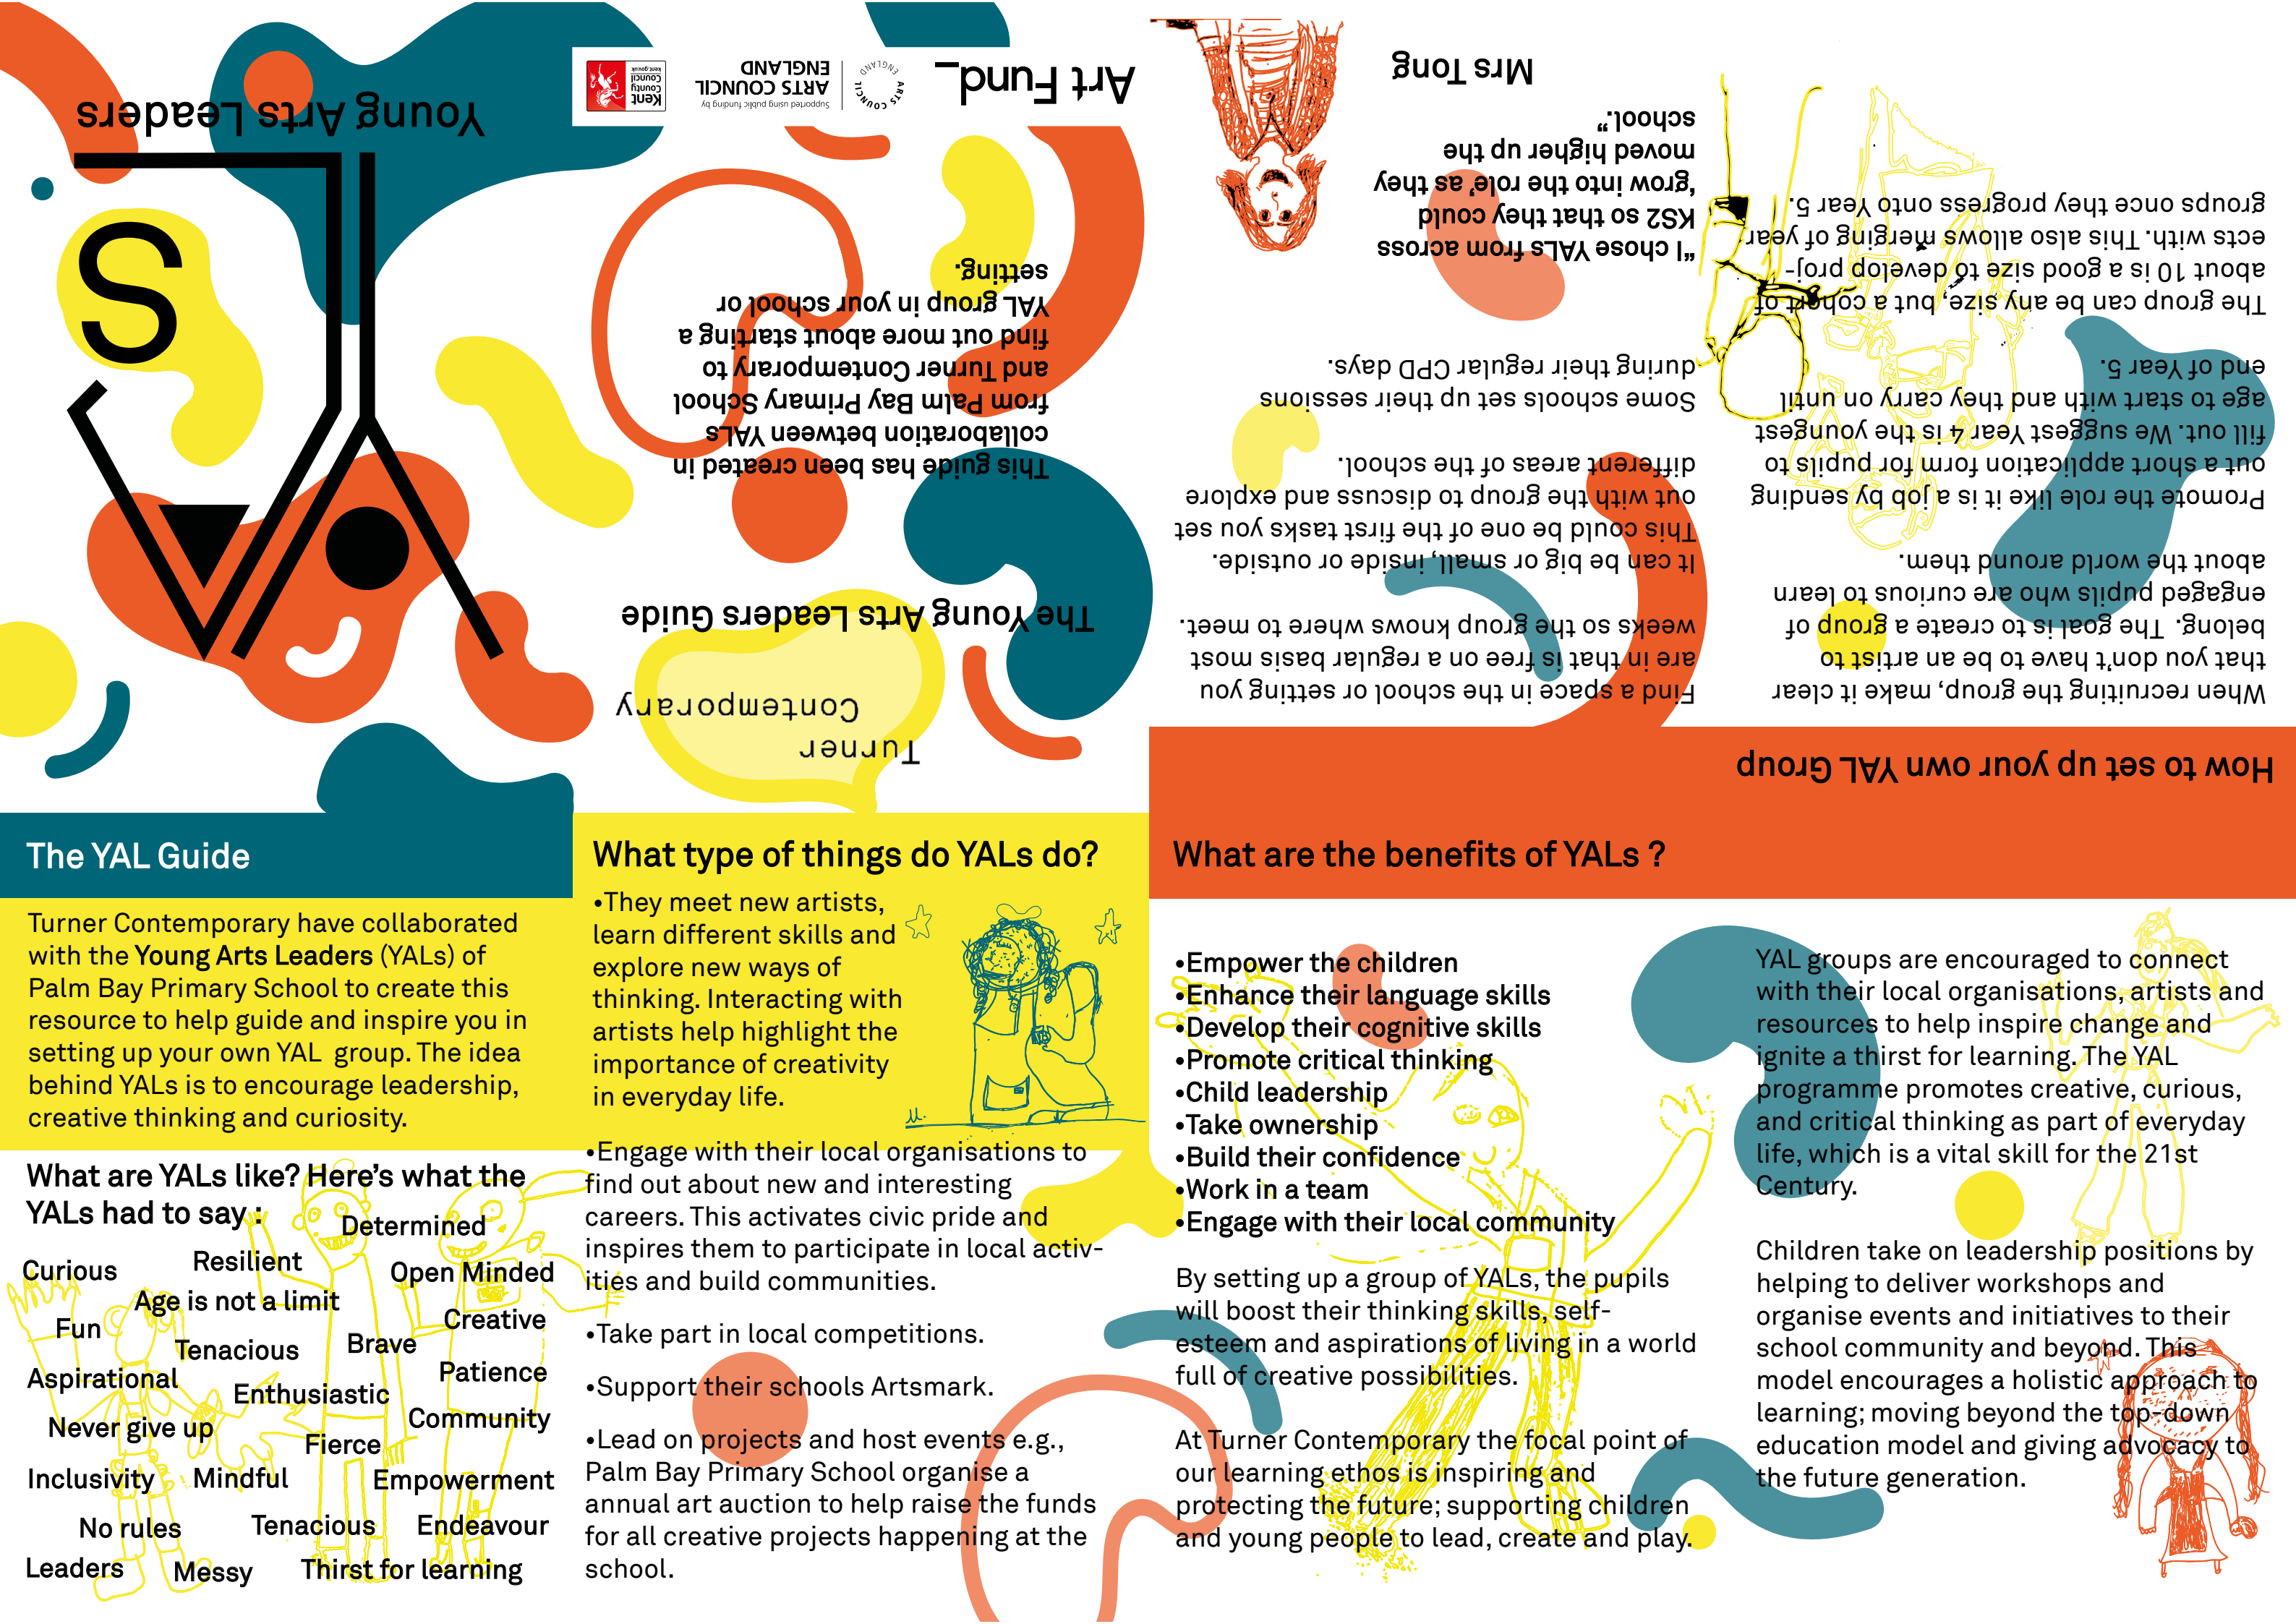 Young Arts Leaders
YA
L
S
Turner
Contemporary
The Young Arts Leaders Guide
This guide has been created in
collaboration between YALs
from Palm Bay Primary School
and Turner Contemporary to
find out more about starting a
YAL group in your school or
setting.
Art Fund_
ARTS COUNCIL
ENGLAND
Supported using public funding by
ARTS COUNCIL
ENGLAND
Kent
County
Council
kent.gov.uk
How to set up your own YAL Group
When recruiting the group, make it clear
that you don't have to be an artist to
belong. The goal is to create a group of
engaged pupils who are curious to learn
about the world around them.
Promote the role like it is a job by sending
out a short application form for pupils to
fill out. We suggest Year 4 is the youngest
age to start with and they carry on until
end of Year 5.
The group can be any size, but a cohort of
about 10 is a good size to develop proj-
ects with. This also allows merging of year
groups once they progress onto Year 5.
Find a space in the school or setting you
are in that is free on a regular basis most
weeks so the group knows where to meet.
It can be big or small, inside or outside.
This could be one of the first tasks you set
out with the group to discuss and explore
different areas of the school.
Some schools set up their sessions
during their regular CPD days.
"I chose YALs from across
KS2 so that they could
'grow into the role' as they
moved higher up the
school."
Mrs Tong
The YAL Guide
Turner Contemporary have collaborated
with the Young Arts Leaders (YALs) of
Palm Bay Primary School to create this
resource to help guide and inspire you in
setting up your own YAL group. The idea
behind YALs is to encourage leadership,
creative thinking and curiosity.
What are YALs like? Here's what the
YALs had to say :
Determined
Resilient
Curious
Open Minded
Age is not a limit
Creative
Fun
Tenacious
Brave
Patience
Aspirational
Enthusiastic
Community
Never give up
Fierce
Inclusivity
Mindful
Empowerment
No rules
Tenacious
Endeavour
Leaders
Messy
Thirst for learning
What type of things do YALs do?
•They meet new artists,
learn different skills and
explore new ways of
thinking. Interacting with
artists help highlight the
importance of creativity
in everyday life.
•Engage with their local organisations to
find out about new and interesting
careers. This activates civic pride and
inspires them to participate in local activ-
ities and build communities.
•Take part in local competitions.
•Support their schools Artsmark.
•Lead on projects and host events e.g.,
Palm Bay Primary School organise a
annual art auction to help raise the funds
for all creative projects happening at the
school.
What are the benefits of YALs ?
•Empower the children
•Enhance their language skills
•Develop their cognitive skills
•Promote critical thinking
•Child leadership
•Take ownership
•Build their confidence
•Work in a team
•Engage with their local community
By setting up a group of YALs, the pupils
will boost their thinking skills, self-
esteem and aspirations of living in a world
full of creative possibilities.
At Turner Contemporary the focal point of
our learning ethos is inspiring and
protecting the future; supporting children
and young people to lead, create and play.
YAL groups are encouraged to connect
with their local organisations, artists and
resources to help inspire change and
ignite a thirst for learning. The YAL
programme promotes creative, curious,
and critical thinking as part of everyday
life, which is a vital skill for the 21st
Century.
Children take on leadership positions by
helping to deliver workshops and
organise events and initiatives to their
school community and beyond. This
model encourages a holistic approach to
learning; moving beyond the top-down
education model and giving advocacy to
the future generation.